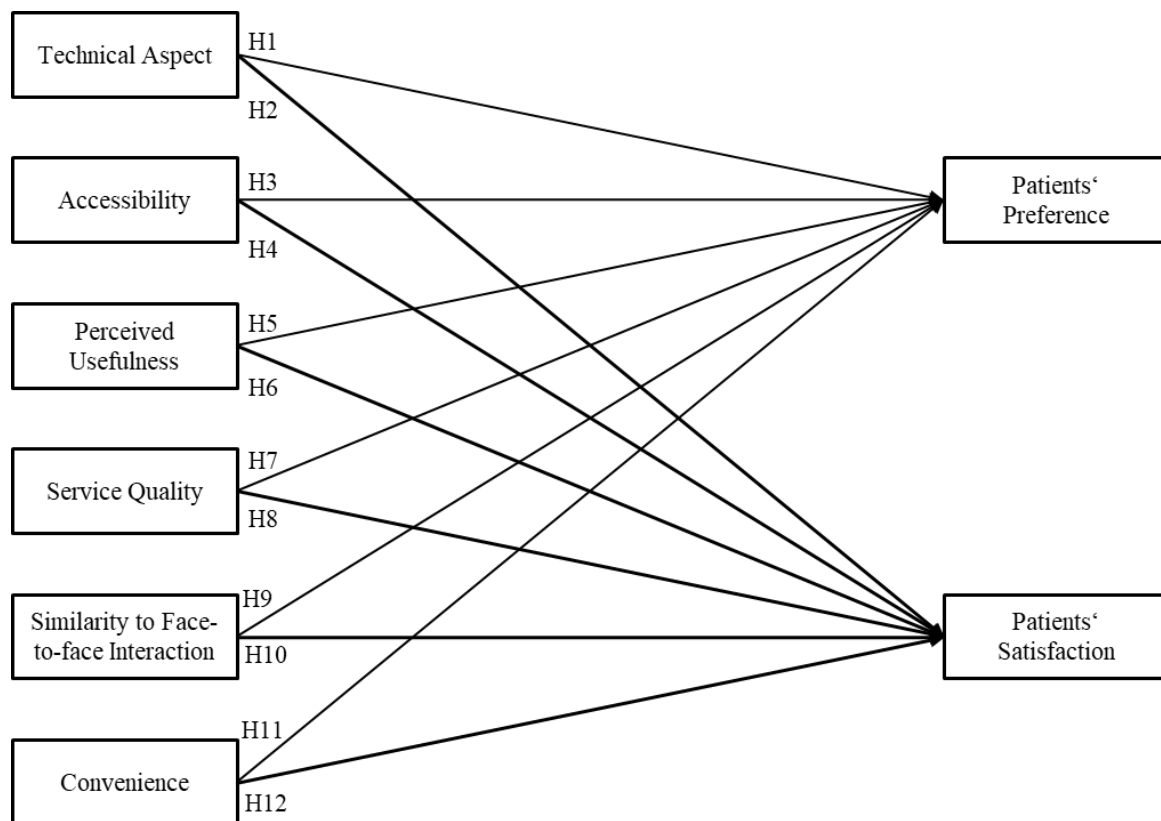 Technical Aspect
H1
H2
Accessibility
H3
H4
Perceived
Usefulness
H5
H6
Service Quality
H7
H8
Similarity to Face-
to-face Interaction
H9
H10
Convenience
H11
H12
Patients‘
Preference
Patients‘
Satisfaction